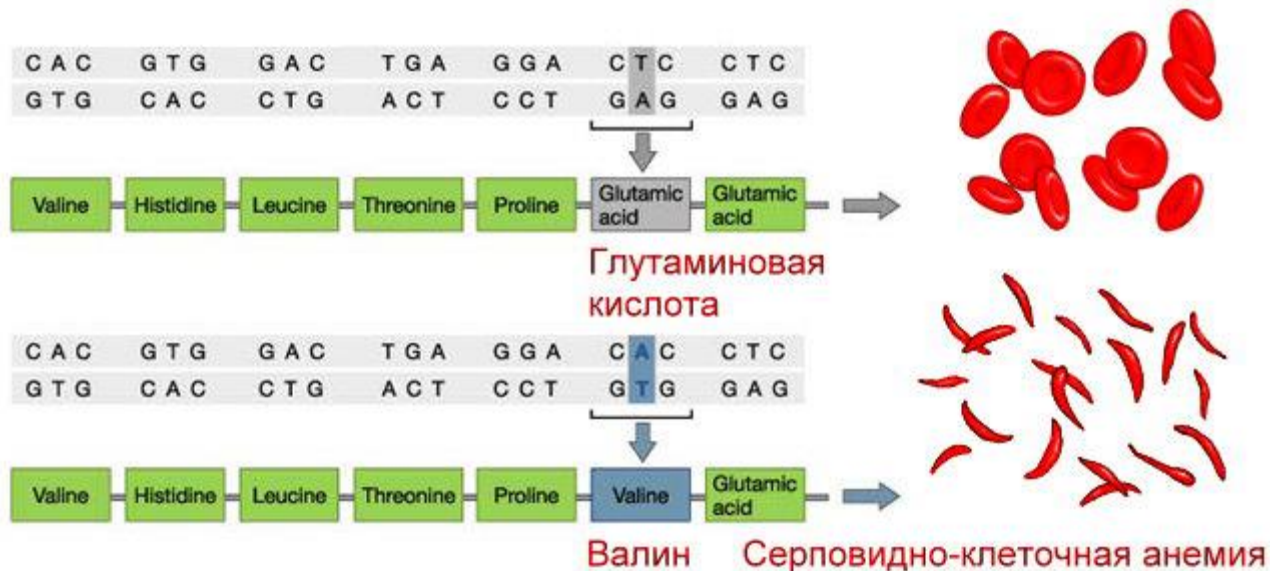 CAC GTG GAC TGA GGA CTC CTC
GTG CAC CTG ACT CCT GAG GAG
Valine Histidine Leucine Threonine Proline Glutamic acid Glutamic acid
Глутаминовая
кислота
CAC GTG GAC TGA GGA CAC CTC
GTG CAC CTG ACT CCT GTG GAG
Valine Histidine Leucine Threonine Proline Valine Glutamic acid
Валин Серповидно-клеточная анемия